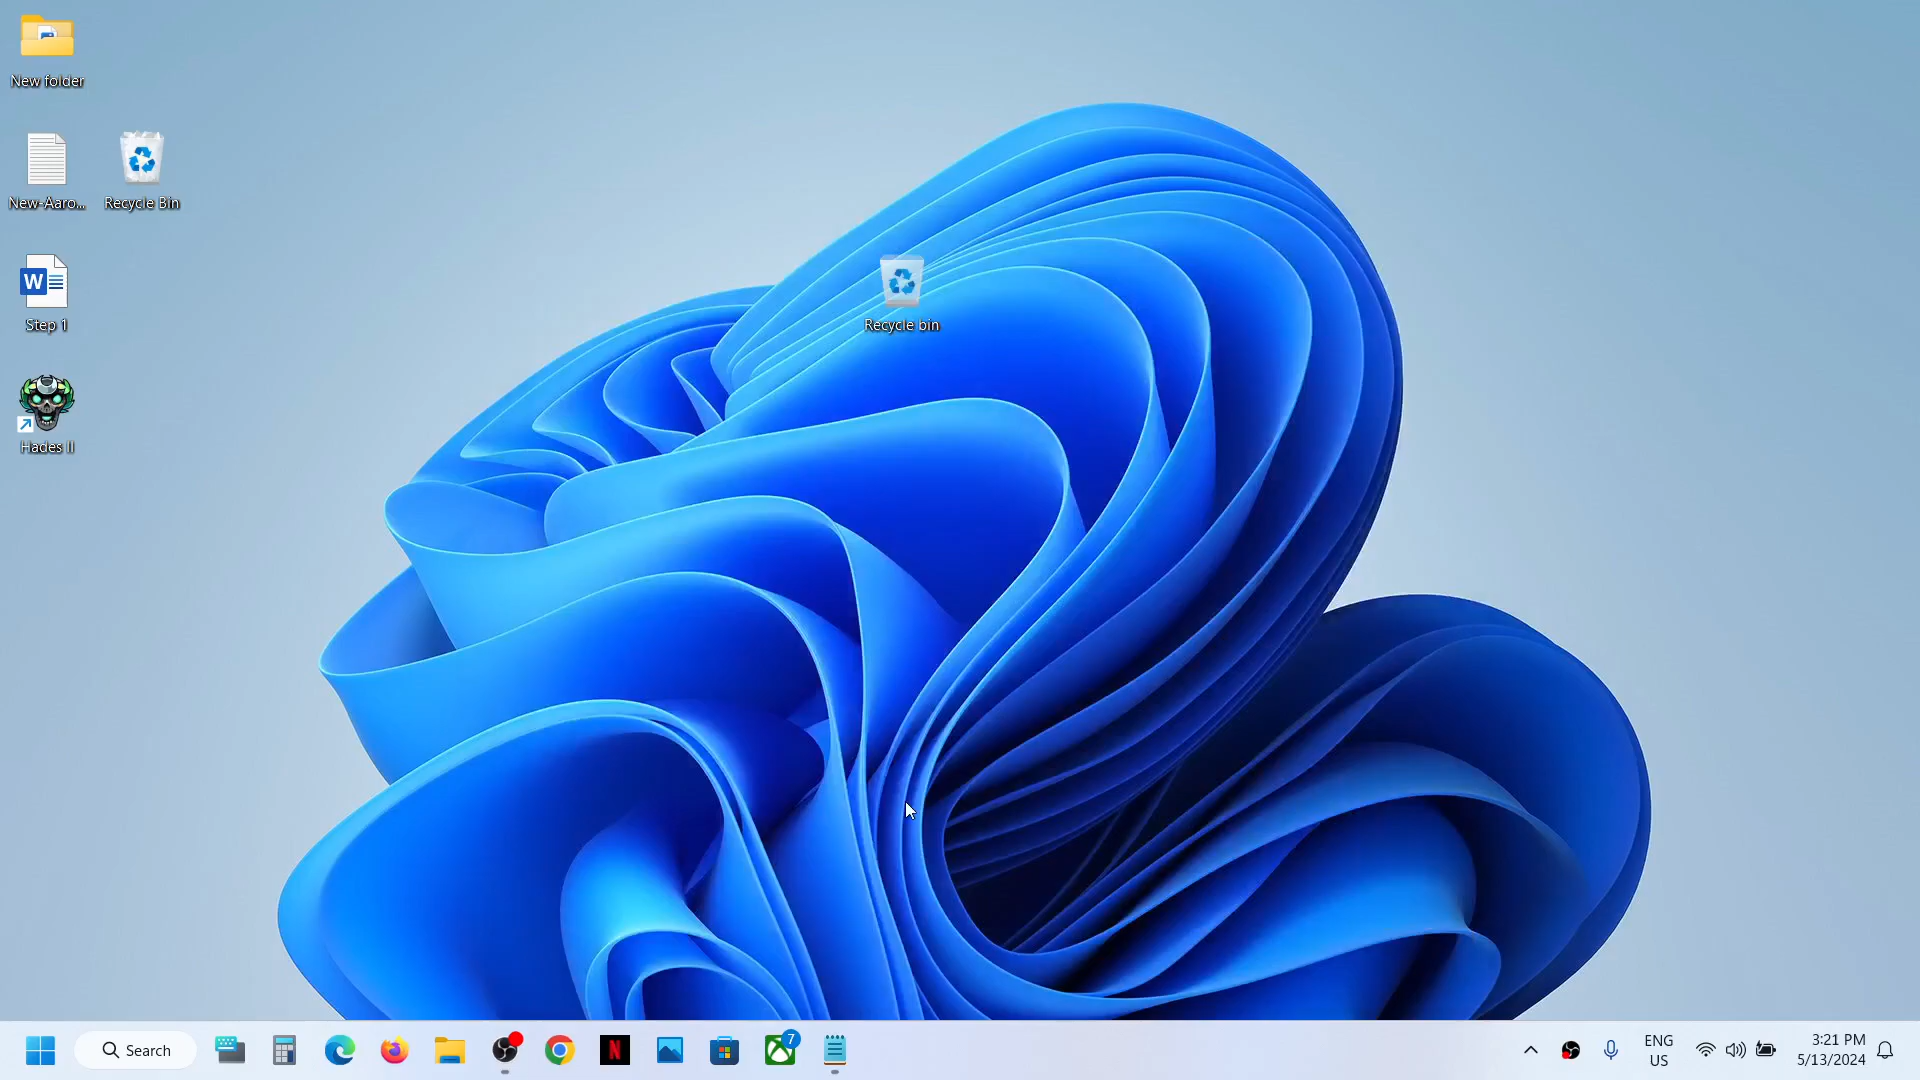 New folder
New-Aaro...
Recycle Bin
Step 1
Hades II
Recycle bin
Search
7
ENG
US
3:21 PM
5/13/2024